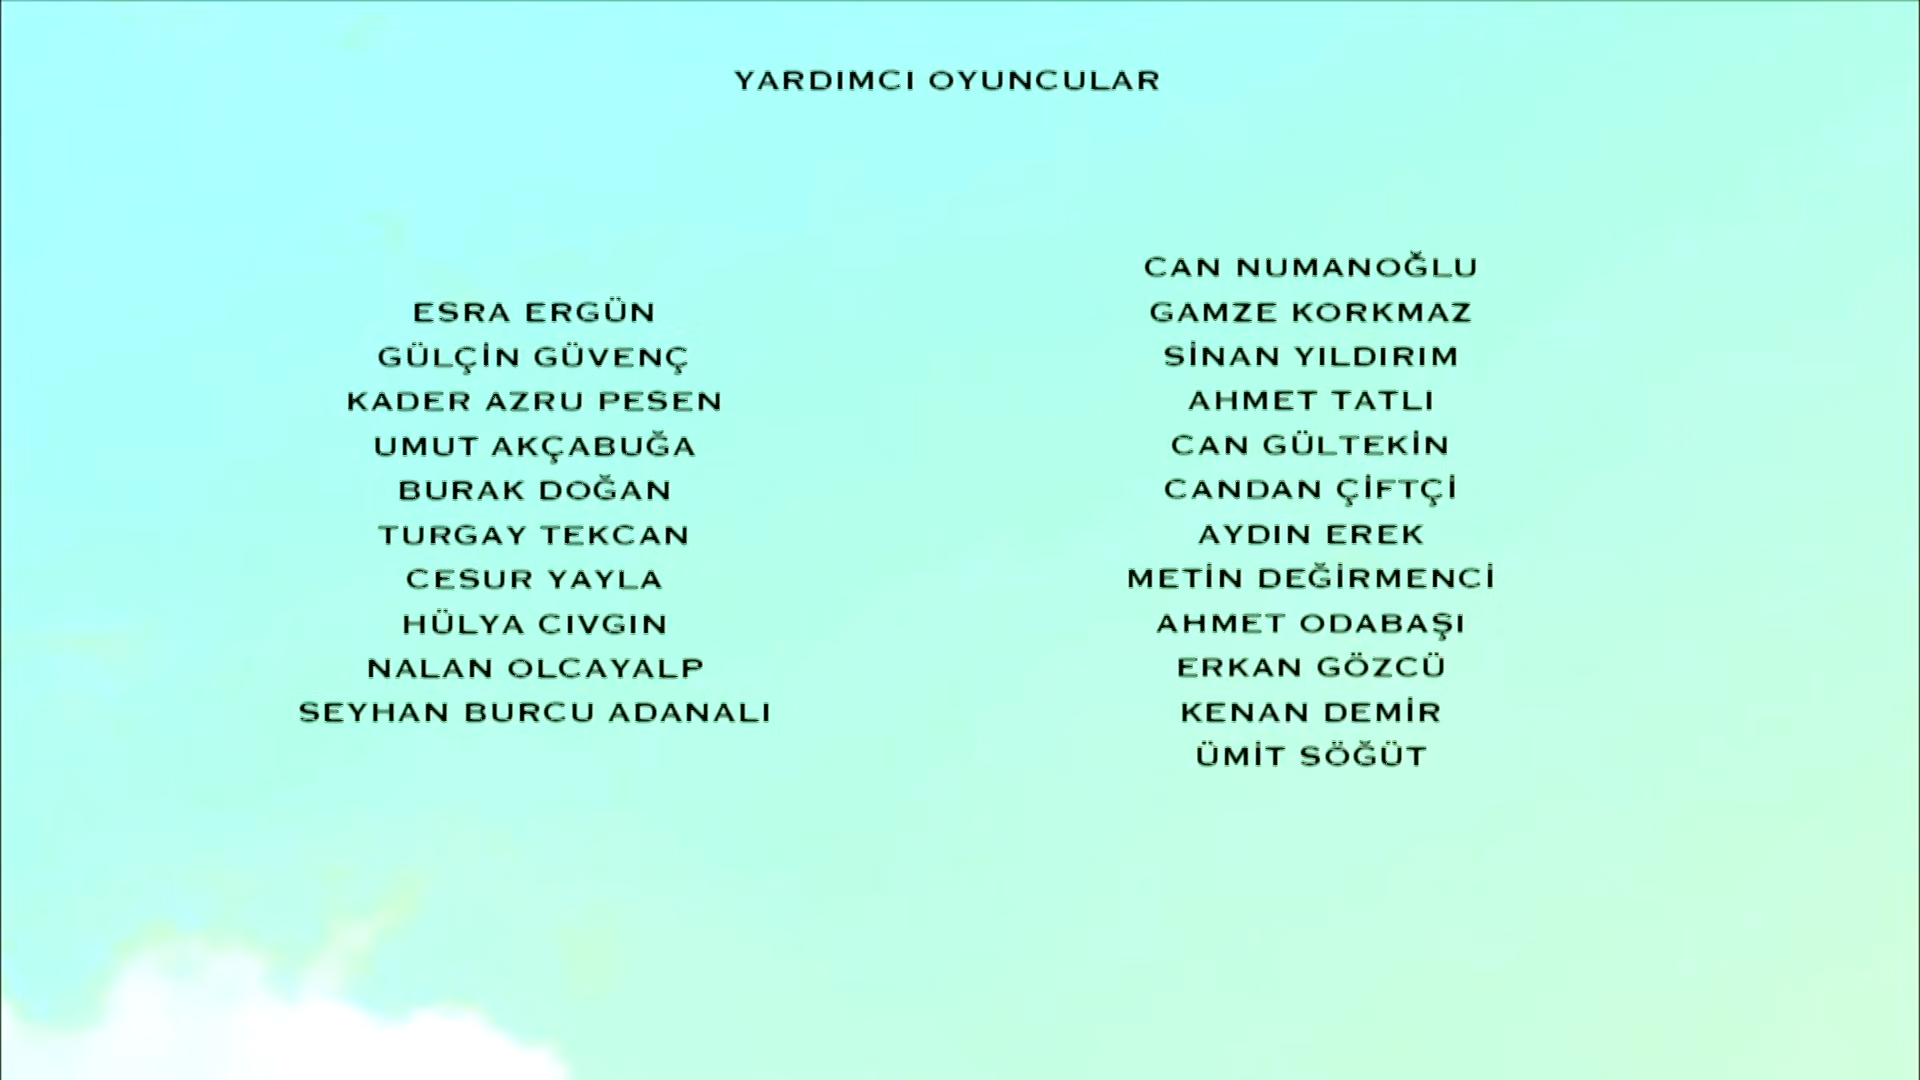 YARDIMCI OYUNCULAR
ESRA ERGÜN
GÜLÇİN GÜVENÇ
KADER AZRU PESEN
UMUT AKÇABUĞA
BURAK DOĞAN
TURGAY TEKCAN
CESUR YAYLA
HÜLYA CIVGIN
NALAN OLCAYALP
SEYHAN BURCU ADANALI
CAN NUMANOĞLU
GAMZE KORKMAZ
SİNAN YILDIRIM
AHMET TATLI
CAN GÜLTEKİN
CANDAN ÇİFTÇİ
AYDIN EREK
METİN DEĞİRMENCİ
AHMET ODABAŞI
ERKAN GÖZCÜ
KENAN DEMİR
ÜMİT SÖĞÜT